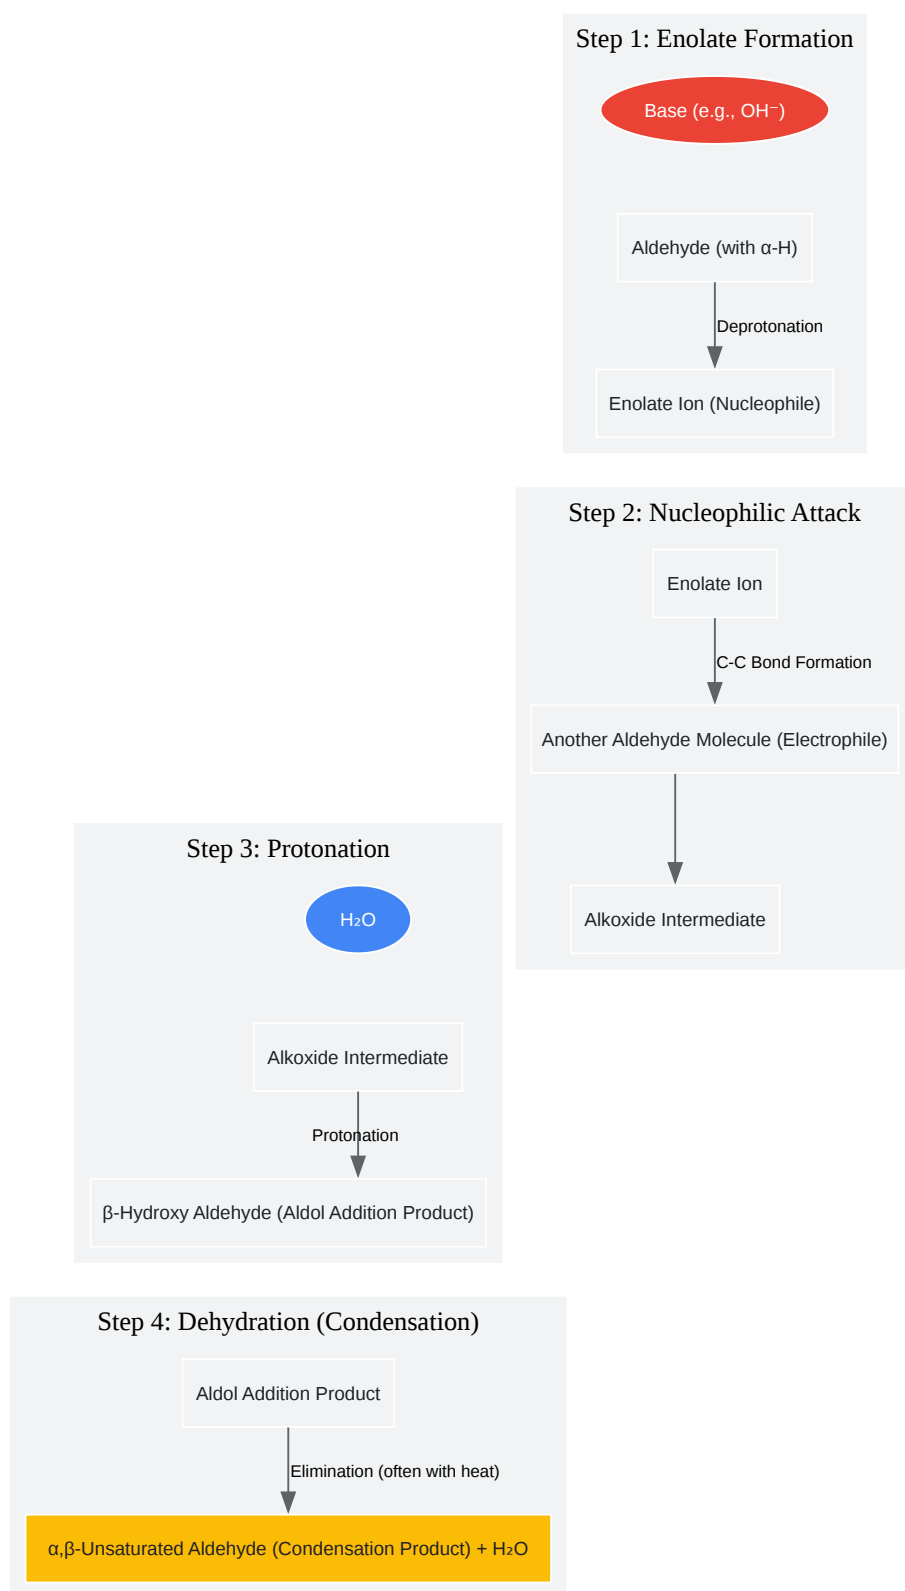 Step 1: Enolate Formation
Base (e.g., OH⁻)
Aldehyde (with α-H)
Deprotonation
Enolate Ion (Nucleophile)
Step 2: Nucleophilic Attack
Enolate Ion
C-C Bond Formation
Another Aldehyde Molecule (Electrophile)
Alkoxide Intermediate
Step 3: Protonation
H₂O
Alkoxide Intermediate
Protonation
β-Hydroxy Aldehyde (Aldol Addition Product)
Step 4: Dehydration (Condensation)
Aldol Addition Product
Elimination (often with heat)
α,β-Unsaturated Aldehyde (Condensation Product) + H₂O